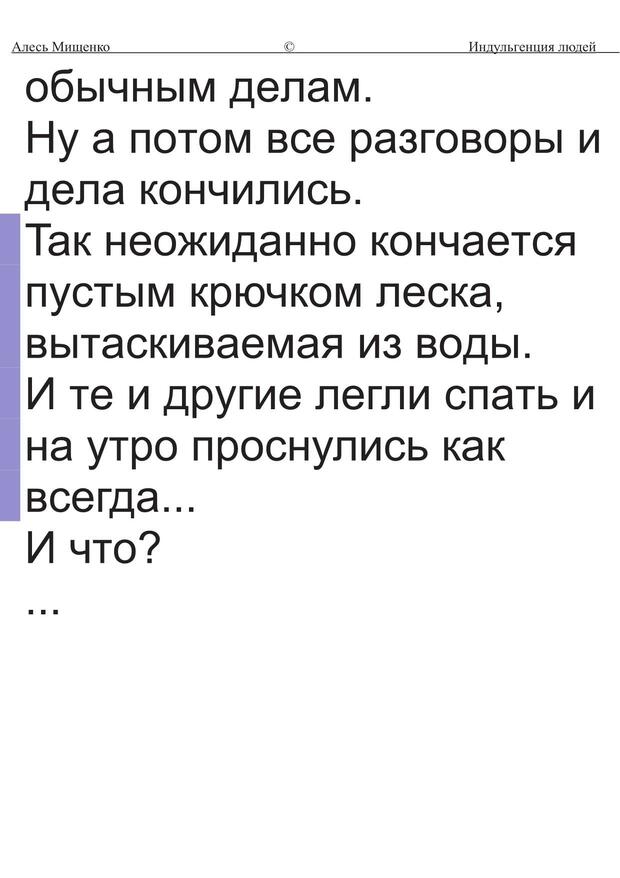 Алесь Мищенко © Индульгенция людей
обычным делам.
Ну а потом все разговоры и
дела кончились.
Так неожиданно кончается
пустым крючком леска,
вытаскиваемая из воды.
И те и другие легли спать и
на утро проснулись как
всегда...
И что?
...